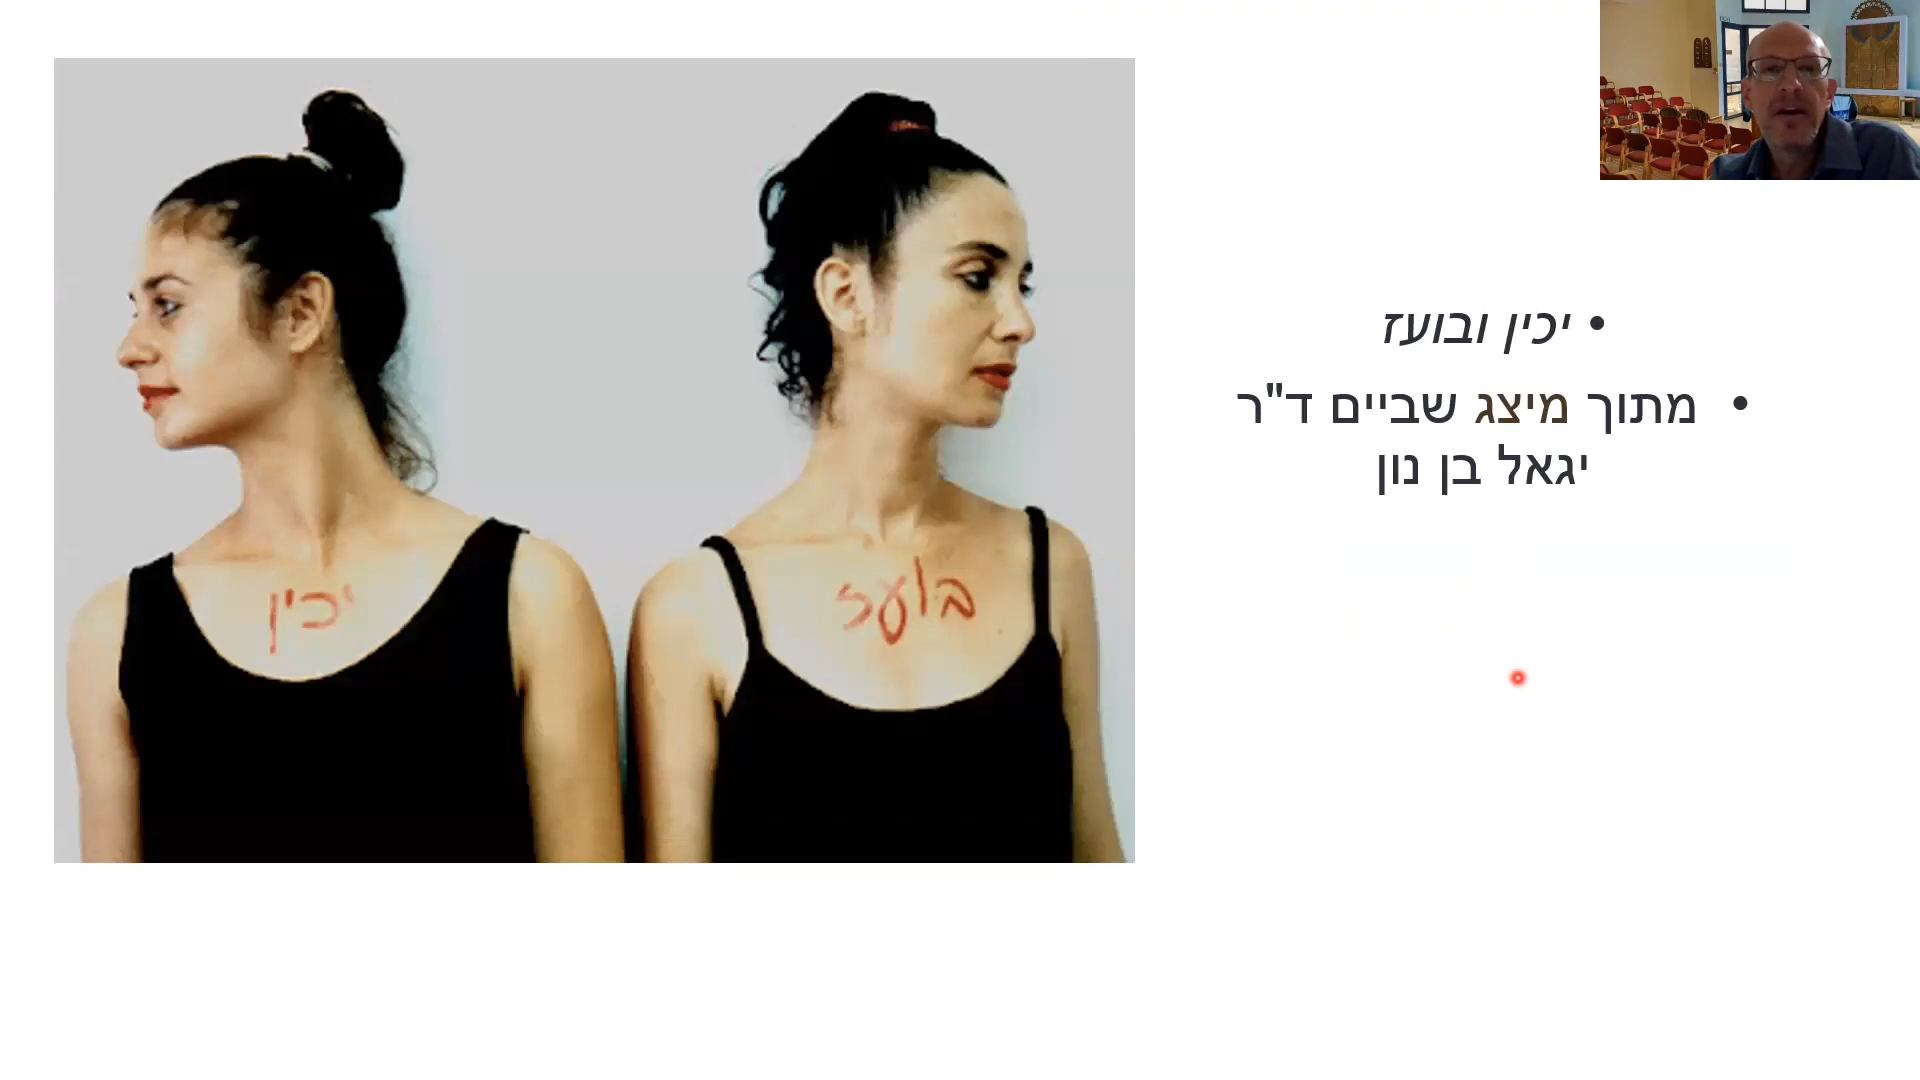 יכין ובועז
מתוך מיצג שביים ד"ר
יגאל בן נון
יכין
בועז